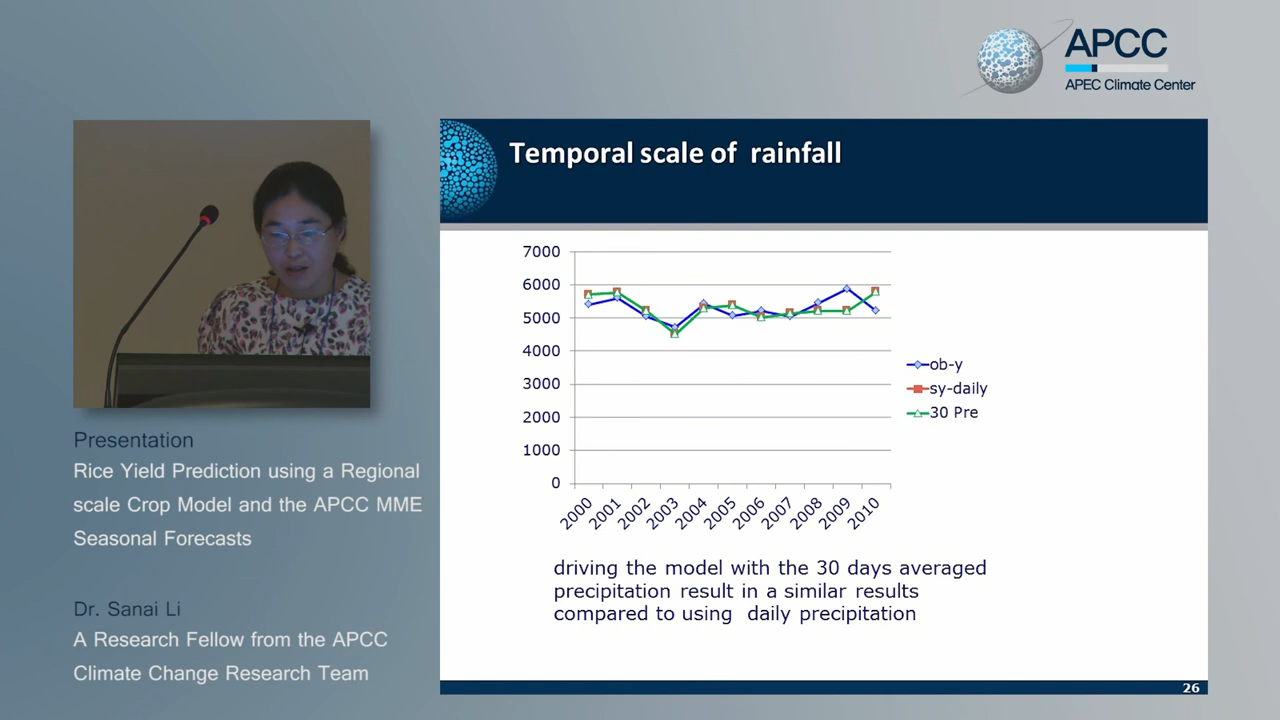 APCC
APEC Climate Center
Temporal scale of rainfall
7000
6000
5000
4000
3000
2000
1000
0
2000
2001
2002
2003
2004
2005
2006
2007
2008
2009
2010
ob-y
sy-daily
30 Pre
driving the model with the 30 days averaged
precipitation result in a similar results
compared to using daily precipitation
26
Presentation
Rice Yield Prediction using a Regional
scale Crop Model and the APCC MME
Seasonal Forecasts
Dr. Sanai Li
A Research Fellow from the APCC
Climate Change Research Team